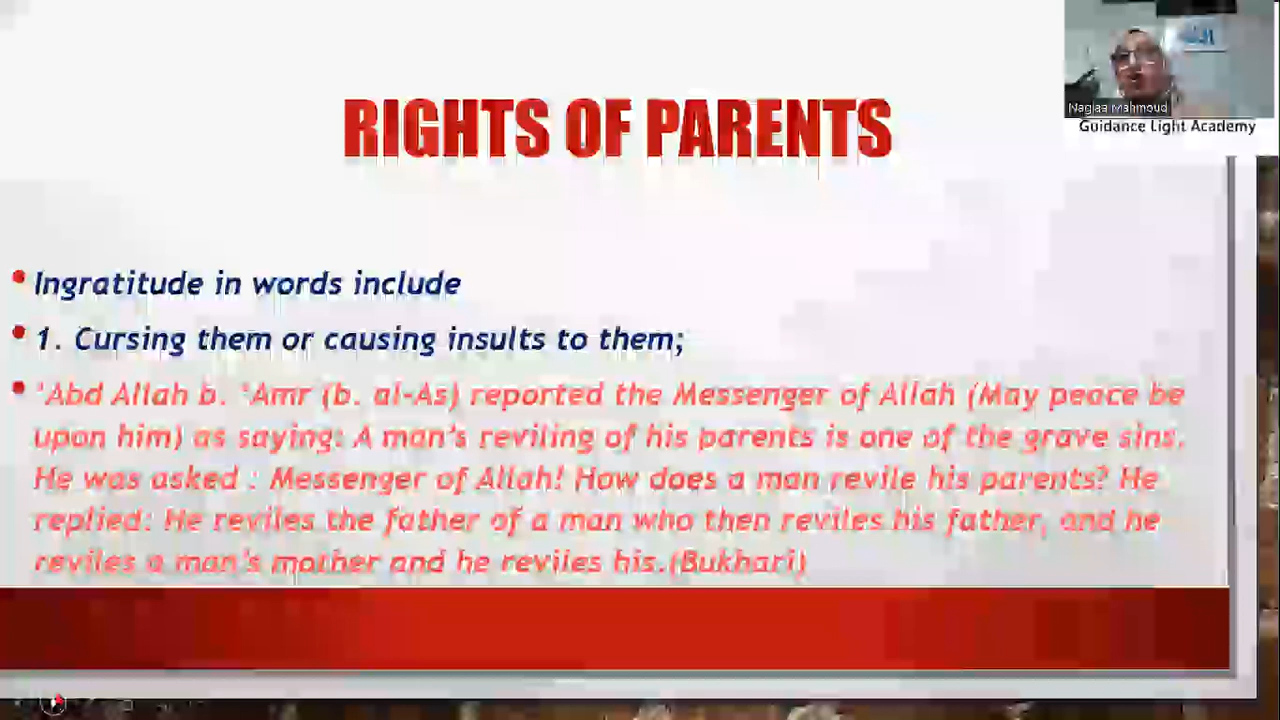 Naglaa Mahmoud
Guidance Light Academy
RIGHTS OF PARENTS
• Ingratitude in words include
• 1. Cursing them or causing insults to them;
• 'Abd Allah b. 'Amr (b. al-As) reported the Messenger of Allah (May peace be
upon him) as saying: A man's reviling of his parents is one of the grave sins.
He was asked : Messenger of Allah! How does a man revile his parents? He
replied: He reviles the father of a man who then reviles his father, and he
reviles a man's mother and he reviles his.(Bukhari)